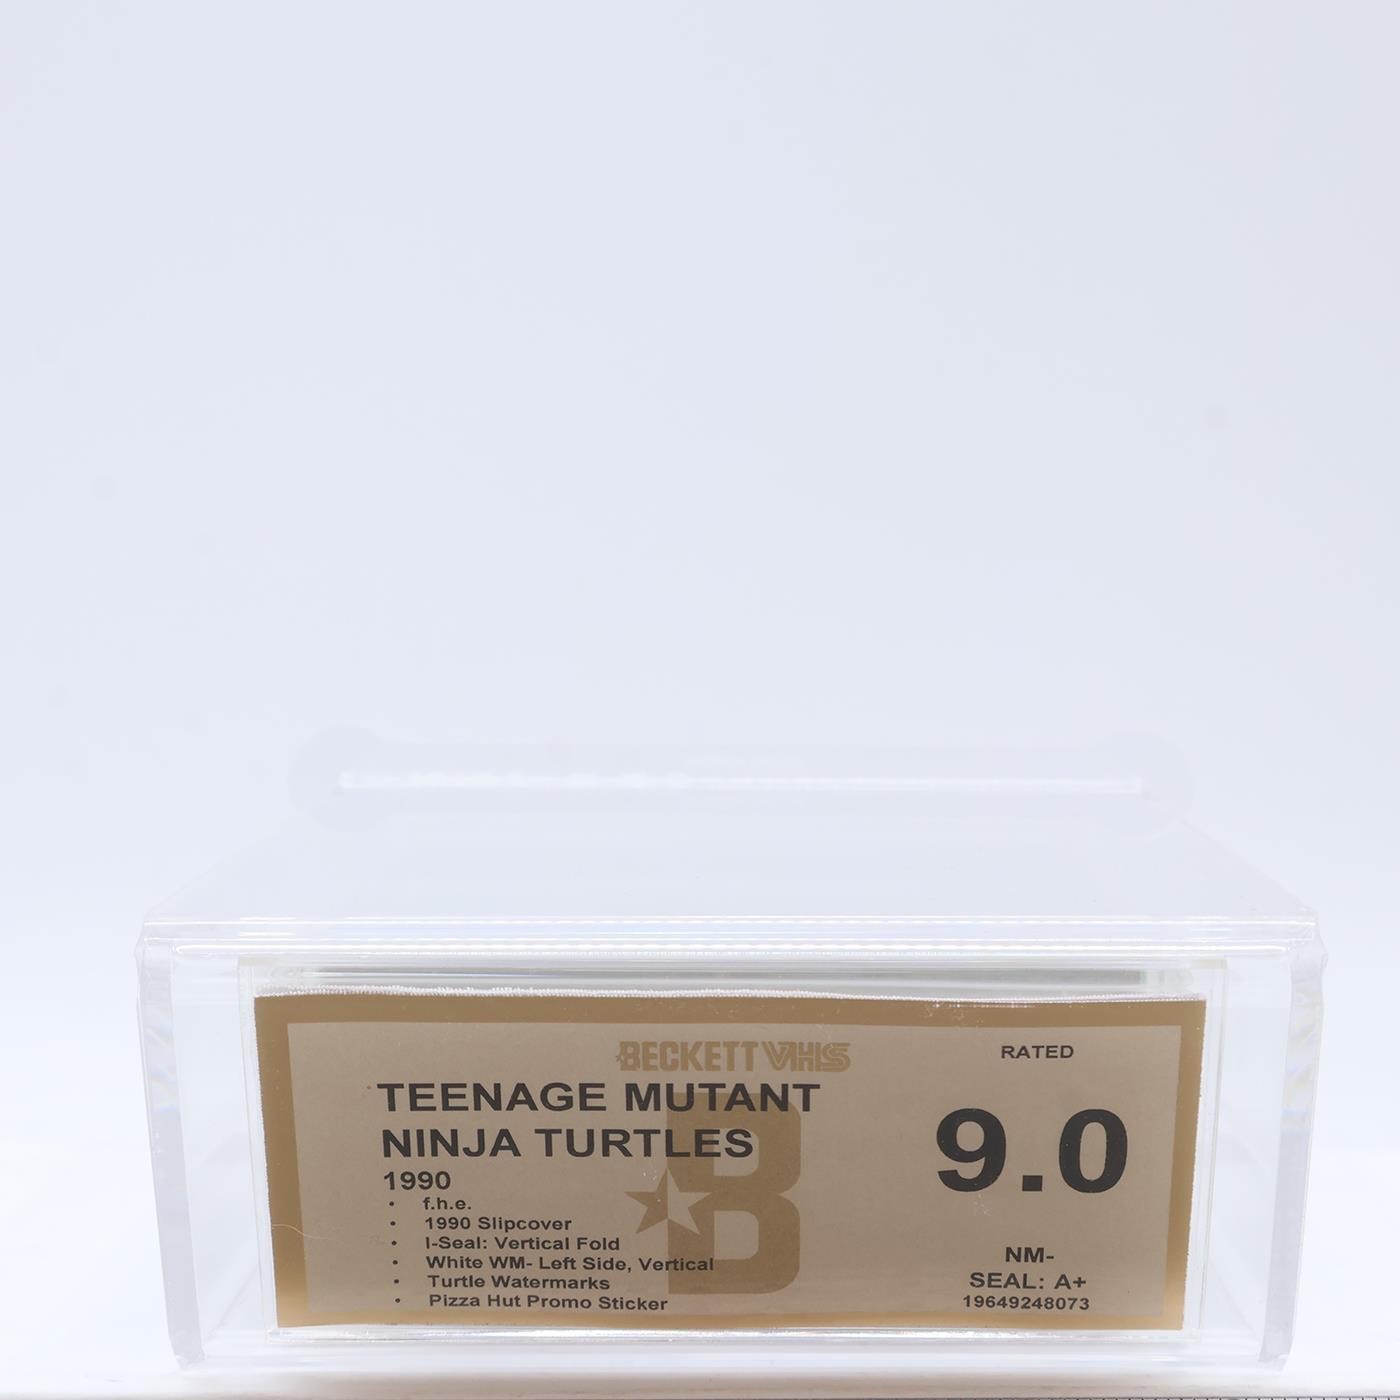 BECKETT VHS
RATED
TEENAGE MUTANT
NINJA TURTLES
1990
• f.h.e.
• 1990 Slipcover
• I-Seal: Vertical Fold
• White WM- Left Side, Vertical
• Turtle Watermarks
• Pizza Hut Promo Sticker
B
9.0
NM-
SEAL: A+
19649248073